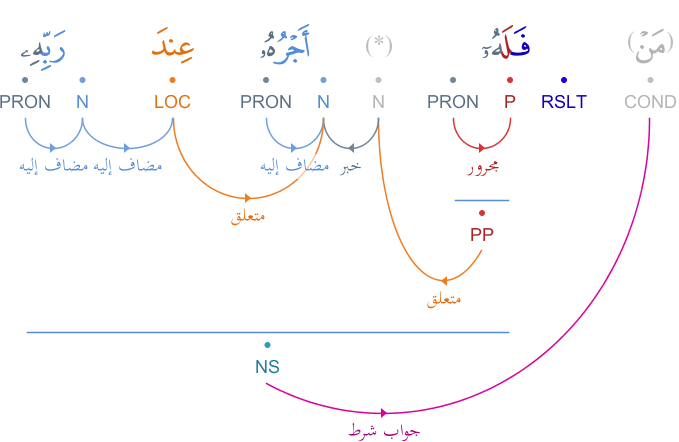 (مَنْ) فَلَهُۥٓ (*) أَجْرُهُۥ عِندَ رَبِّهِۦ
COND RSLT P PRON N N PRON LOC N PRON
مجرور خبر مضاف إليه مضاف إليه مضاف إليه
متعلق
PP
متعلق
NS
جواب شرط